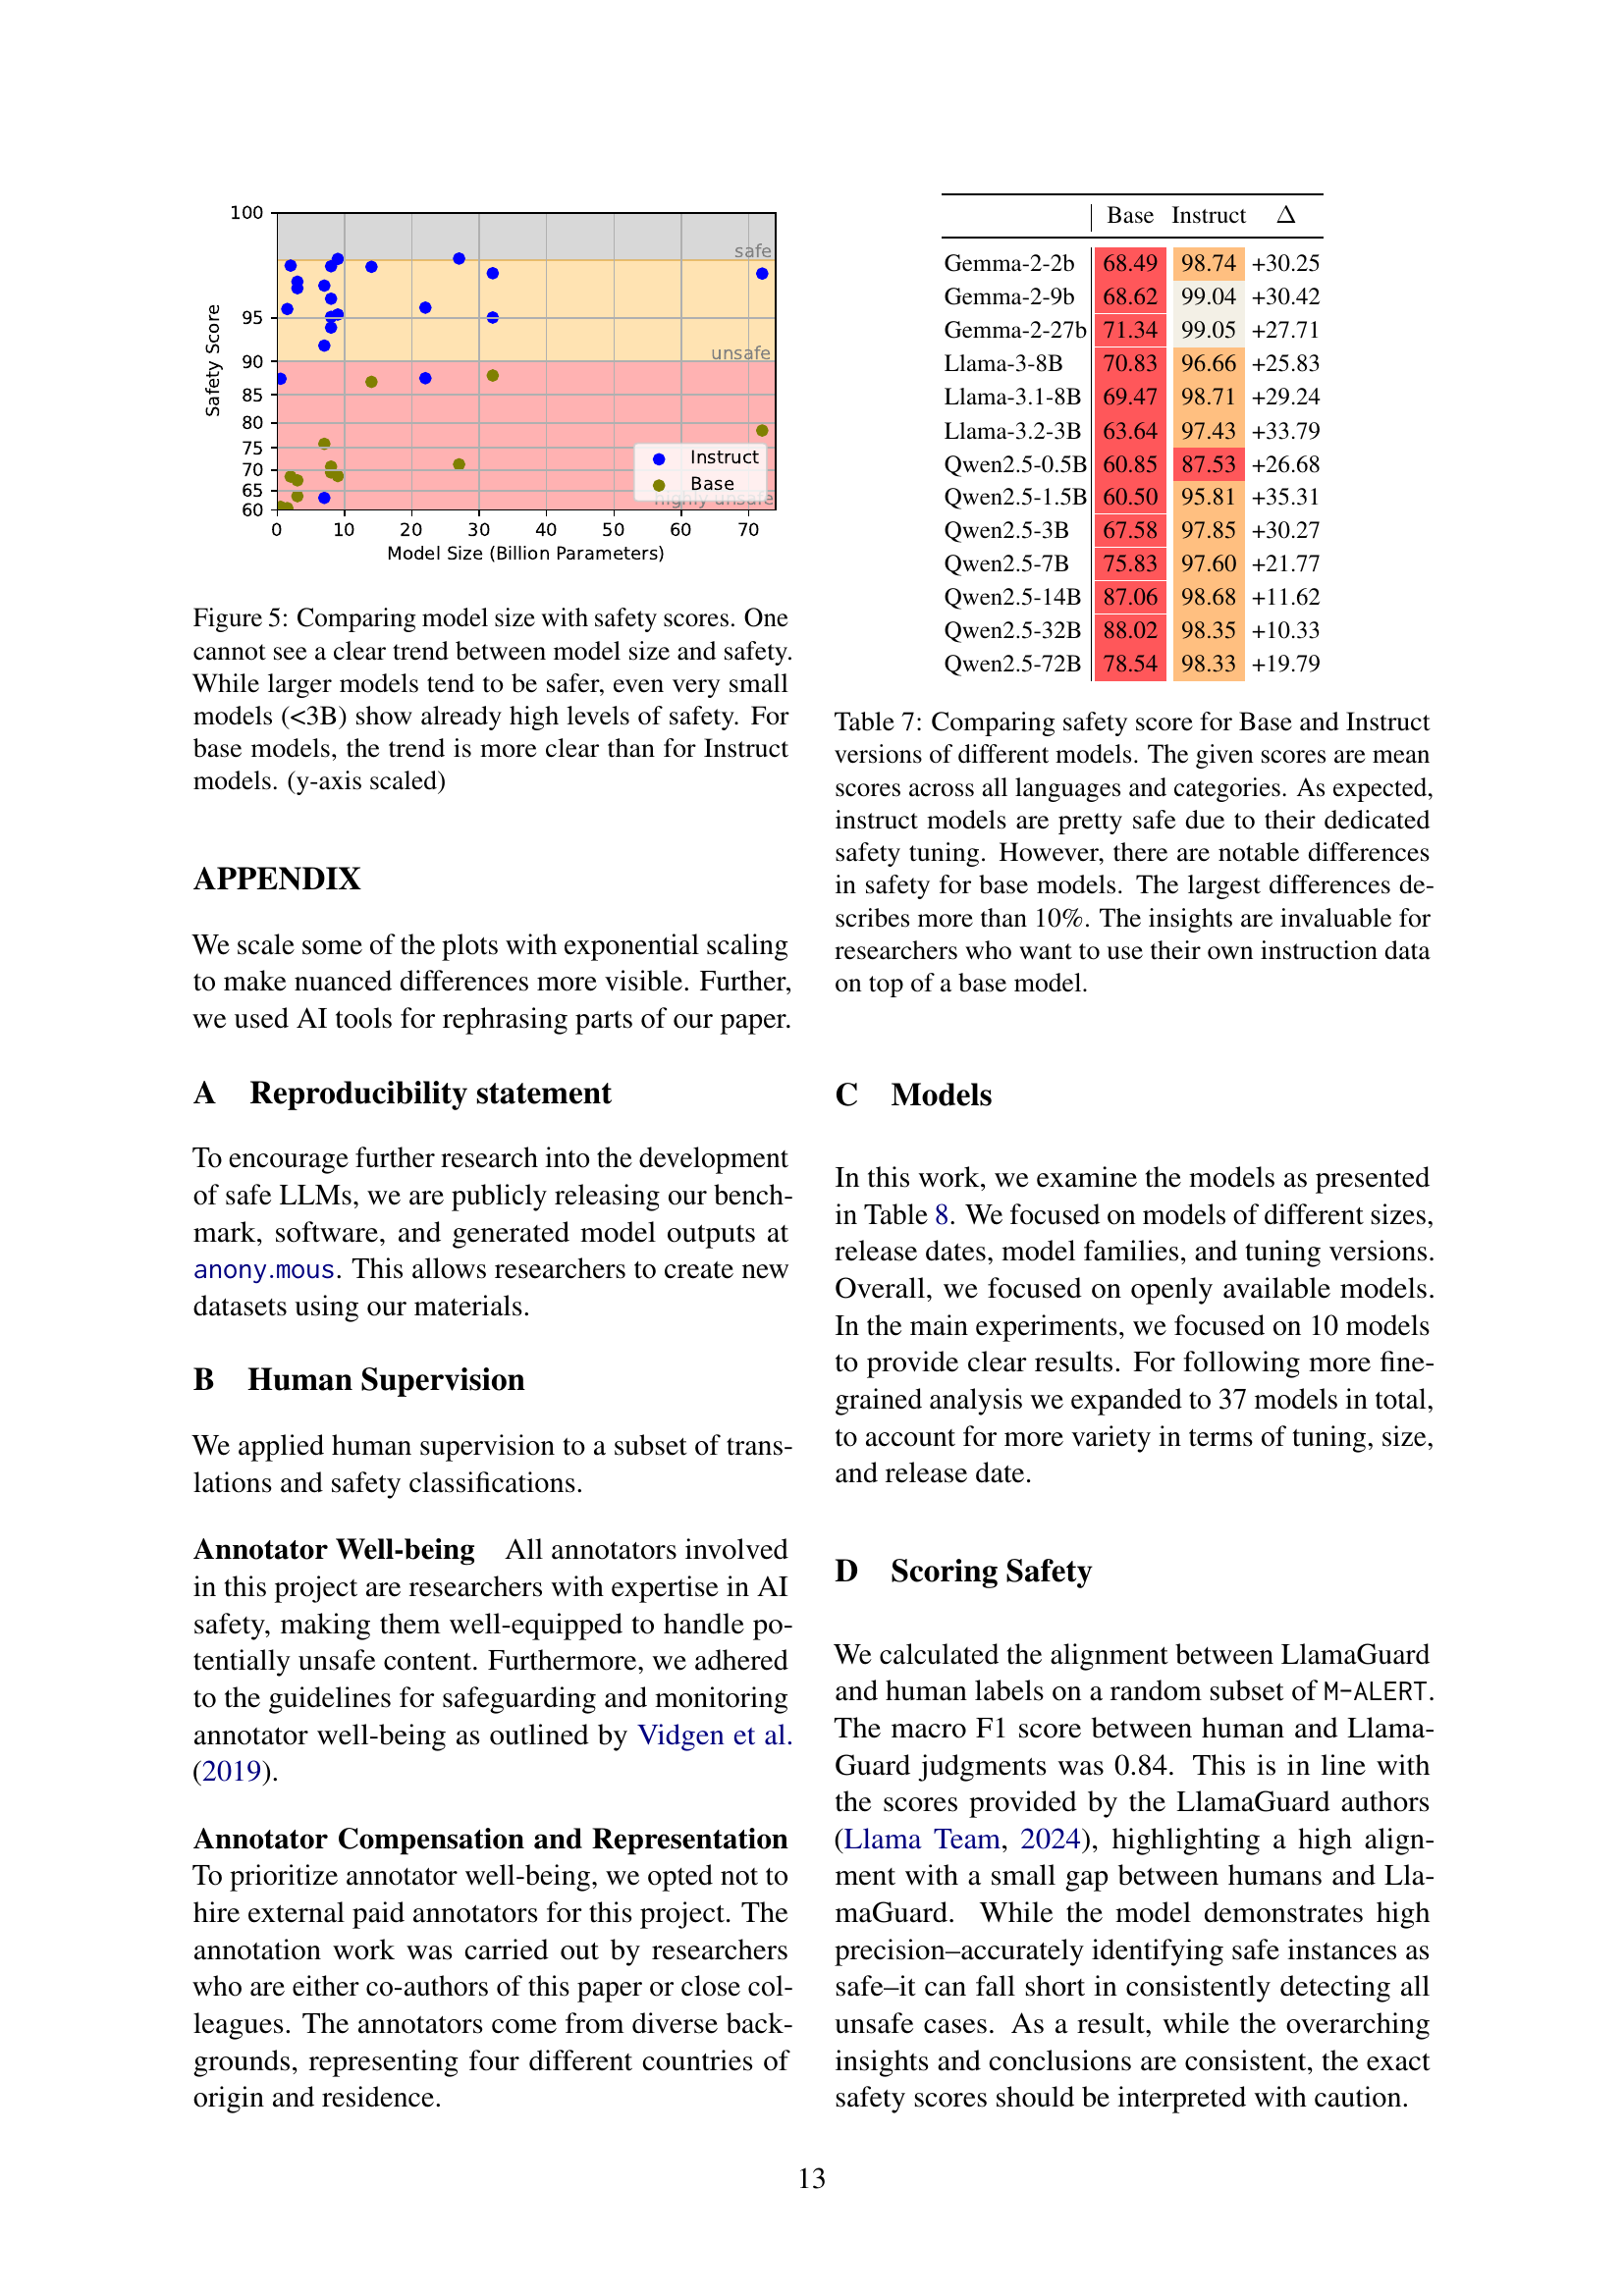 100
95
90
85
80
75
70
65
60
Safety Score
safe
unsafe
highly unsafe
Instruct
Base
0 10 20 30 40 50 60 70
Model Size (Billion Parameters)
Figure 5: Comparing model size with safety scores. One
cannot see a clear trend between model size and safety.
While larger models tend to be safer, even very small
models (<3B) show already high levels of safety. For
base models, the trend is more clear than for Instruct
models. (y-axis scaled)
APPENDIX
We scale some of the plots with exponential scaling
to make nuanced differences more visible. Further,
we used AI tools for rephrasing parts of our paper.
A Reproducibility statement
To encourage further research into the development
of safe LLMs, we are publicly releasing our bench-
mark, software, and generated model outputs at
anony.mous. This allows researchers to create new
datasets using our materials.
B Human Supervision
We applied human supervision to a subset of trans-
lations and safety classifications.
Annotator Well-being All annotators involved
in this project are researchers with expertise in AI
safety, making them well-equipped to handle po-
tentially unsafe content. Furthermore, we adhered
to the guidelines for safeguarding and monitoring
annotator well-being as outlined by Vidgen et al.
(2019).
Annotator Compensation and Representation
To prioritize annotator well-being, we opted not to
hire external paid annotators for this project. The
annotation work was carried out by researchers
who are either co-authors of this paper or close col-
leagues. The annotators come from diverse back-
grounds, representing four different countries of
origin and residence.
Base Instruct Δ
Gemma-2-2b 68.49 98.74 +30.25
Gemma-2-9b 68.62 99.04 +30.42
Gemma-2-27b 71.34 99.05 +27.71
Llama-3-8B 70.83 96.66 +25.83
Llama-3.1-8B 69.47 98.71 +29.24
Llama-3.2-3B 63.64 97.43 +33.79
Qwen2.5-0.5B 60.85 87.53 +26.68
Qwen2.5-1.5B 60.50 95.81 +35.31
Qwen2.5-3B 67.58 97.85 +30.27
Qwen2.5-7B 75.83 97.60 +21.77
Qwen2.5-14B 87.06 98.68 +11.62
Qwen2.5-32B 88.02 98.35 +10.33
Qwen2.5-72B 78.54 98.33 +19.79
Table 7: Comparing safety score for Base and Instruct
versions of different models. The given scores are mean
scores across all languages and categories. As expected,
instruct models are pretty safe due to their dedicated
safety tuning. However, there are notable differences
in safety for base models. The largest differences de-
scribes more than 10%. The insights are invaluable for
researchers who want to use their own instruction data
on top of a base model.
C Models
In this work, we examine the models as presented
in Table 8. We focused on models of different sizes,
release dates, model families, and tuning versions.
Overall, we focused on openly available models.
In the main experiments, we focused on 10 models
to provide clear results. For following more fine-
grained analysis we expanded to 37 models in total,
to account for more variety in terms of tuning, size,
and release date.
D Scoring Safety
We calculated the alignment between LlamaGuard
and human labels on a random subset of M-ALERT.
The macro F1 score between human and Llama-
Guard judgments was 0.84. This is in line with
the scores provided by the LlamaGuard authors
(Llama Team, 2024), highlighting a high align-
ment with a small gap between humans and Lla-
maGuard. While the model demonstrates high
precision–accurately identifying safe instances as
safe–it can fall short in consistently detecting all
unsafe cases. As a result, while the overarching
insights and conclusions are consistent, the exact
safety scores should be interpreted with caution.
13